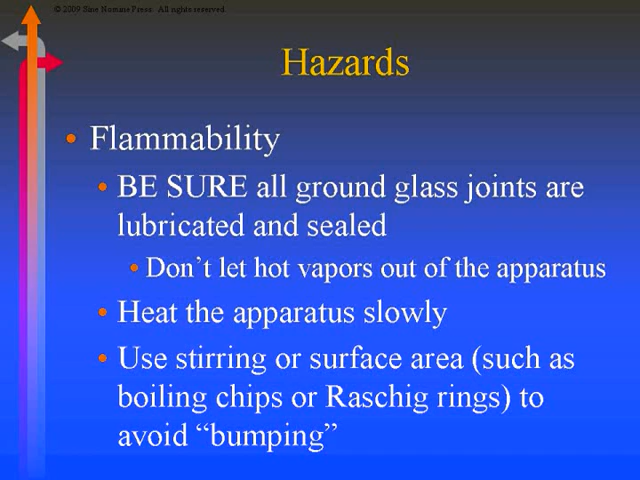 © 2009 Sine Nomine Press. All rights reserved.
Hazards
• Flammability
• BE SURE all ground glass joints are
lubricated and sealed
• Don't let hot vapors out of the apparatus
• Heat the apparatus slowly
• Use stirring or surface area (such as
boiling chips or Raschig rings) to
avoid “bumping”